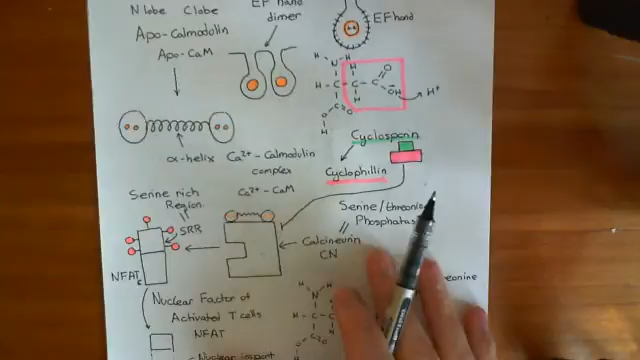 N lobe C lobe
Apo-Calmodulin
Apo-CaM
EF hand
dimer
EF hand
H H
N H
H - C - C - C
O
OH
H+
H
C
O
O
H
α-helix
Ca2+-Calmodulin
complex
Ca2+-CaM
Cyclosporin
Cyclophillin
Serine rich
Region
SRR
NFAT
Serine/threonine
Phosphatase
Calcineurin
CN
Nuclear Factor of
Activated T cells
NFAT
Nuclear import
H H
N
H - C - C
C
O
eonine